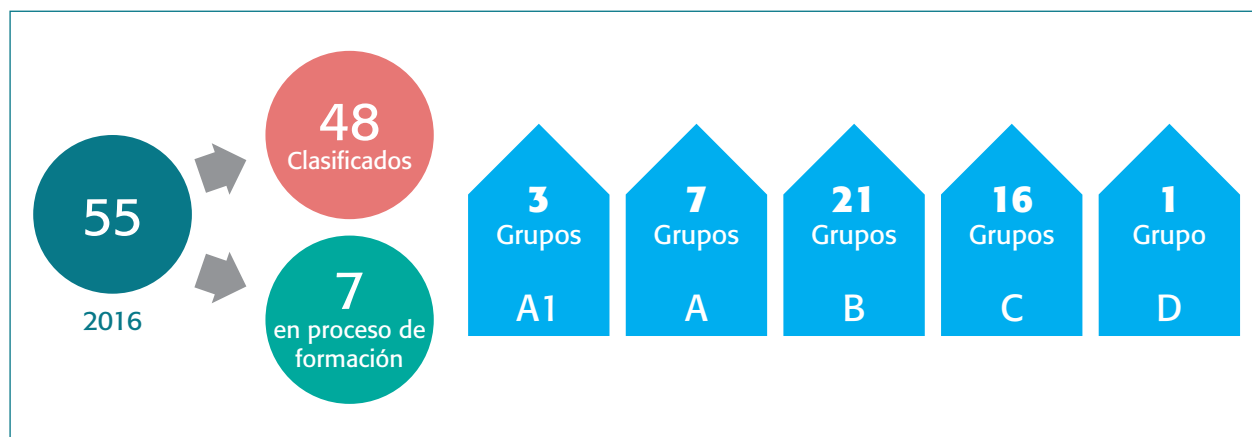 55
2016
48
Clasificados
7
en proceso de
formación
3
Grupos
A1
7
Grupos
A
21
Grupos
B
16
Grupos
C
1
Grupo
D